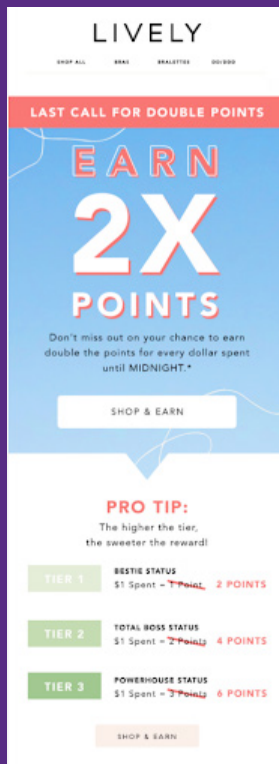 LIVELY
SHOP ALL BRAS BRALETTES DD/DDD
LAST CALL FOR DOUBLE POINTS
EARN
2X
POINTS
Don't miss out on your chance to earn
double the points for every dollar spent
until MIDNIGHT.*
SHOP & EARN
PRO TIP:
The higher the tier,
the sweeter the reward!
TIER 1
BESTIE STATUS
$1 Spent = 1 Point 2 POINTS
TIER 2
TOTAL BOSS STATUS
$1 Spent = 2 Points 4 POINTS
TIER 3
POWERHOUSE STATUS
$1 Spent = 3 Points 6 POINTS
SHOP & EARN